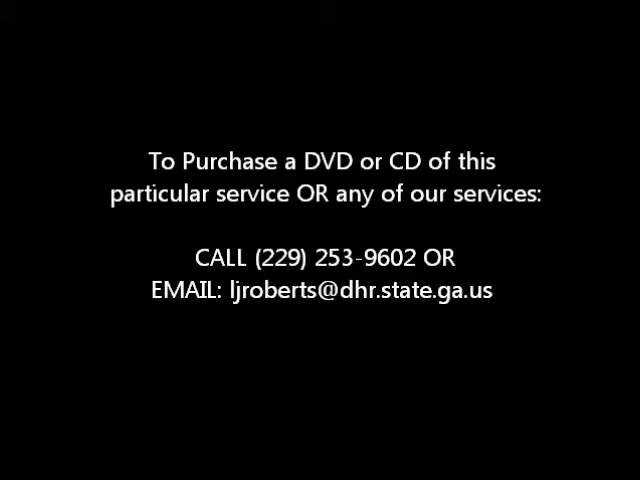 To Purchase a DVD or CD of this
particular service OR any of our services:
CALL (229) 253-9602 OR
EMAIL: ljroberts@dhr.state.ga.us